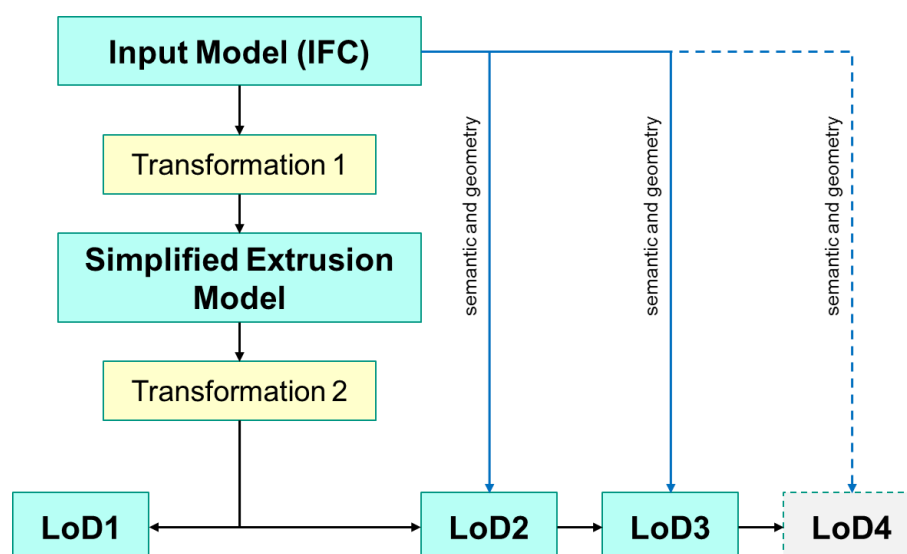 Input Model (IFC)
Transformation 1
Simplified Extrusion
Model
Transformation 2
semantic and geometry
semantic and geometry
semantic and geometry
LoD1
LoD2
LoD3
LoD4